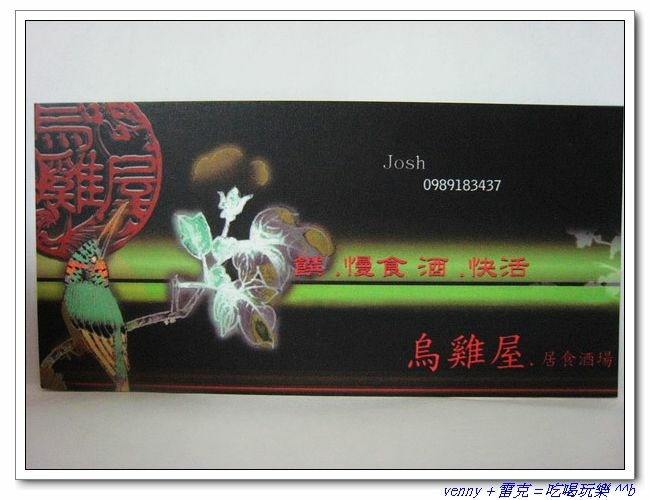 烏雞屋
Josh
0989183437
饌.慢食 酒.快活
烏雞屋.居食酒場
venny + 雷克 = 吃喝玩樂 ^^b